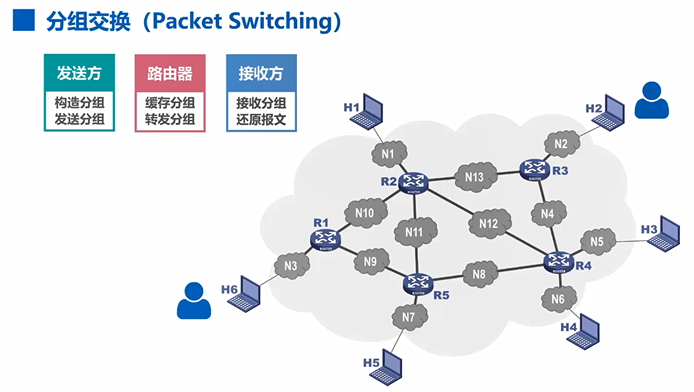 分组交换（Packet Switching）
发送方
构造分组
发送分组
路由器
缓存分组
转发分组
接收方
接收分组
还原报文
H1
H2
N1
N2
R2
N13
R3
N10
N4
R1
N11
N12
H3
N5
N3
N9
N8
R4
H6
R5
N6
N7
H4
H5